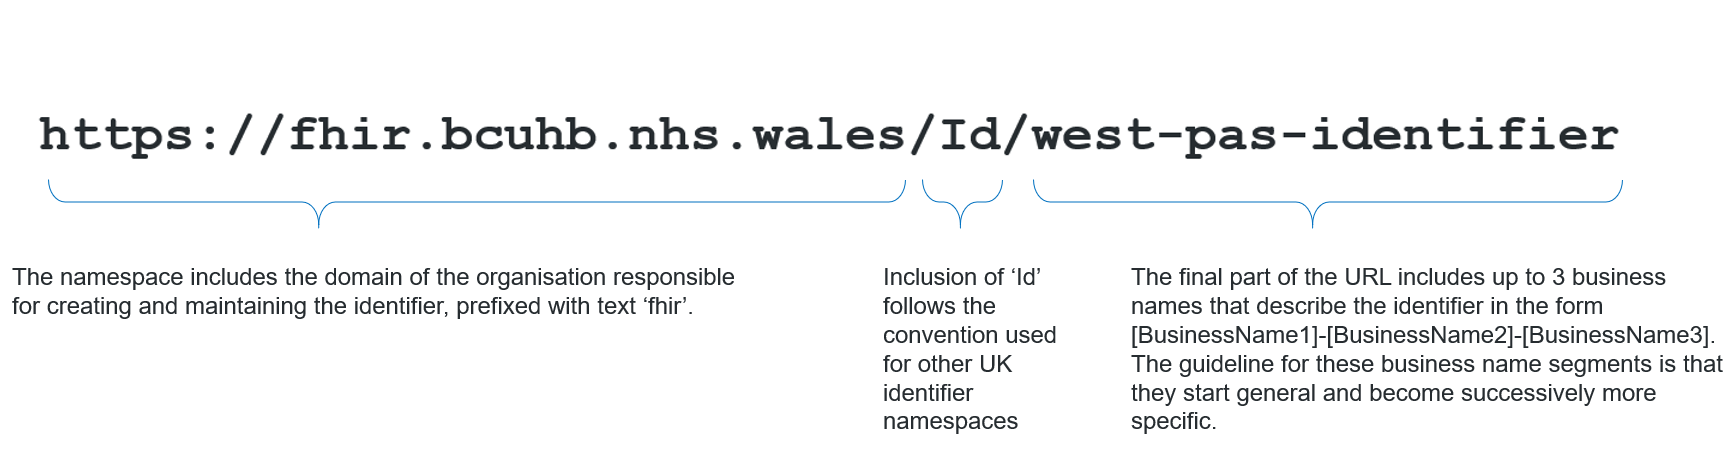 https://fhir.bcuhb.nhs.wales/Id/west-pas-identifier
The namespace includes the domain of the organisation responsible
for creating and maintaining the identifier, prefixed with text ‘fhir’.
Inclusion of ‘Id’
follows the
convention used
for other UK
identifier
namespaces
The final part of the URL includes up to 3 business
names that describe the identifier in the form
[BusinessName1]-[BusinessName2]-[BusinessName3].
The guideline for these business name segments is that
they start general and become successively more
specific.